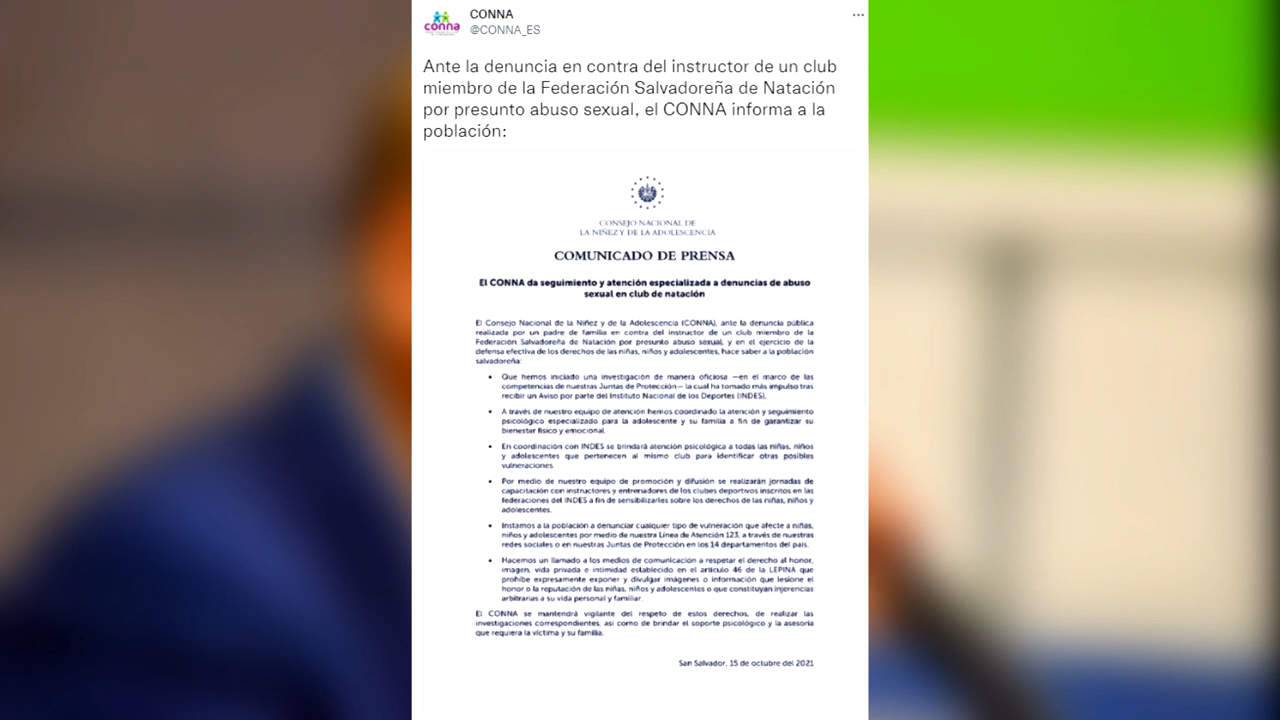 CONNA
@CONNA_ES
conna
Ante la denuncia en contra del instructor de un club
miembro de la Federación Salvadoreña de Natación
por presunto abuso sexual, el CONNA informa a la
población:
CONSEJO NACIONAL DE
LA NIÑEZ Y DE LA ADOLESCENCIA
COMUNICADO DE PRENSA
El CONNA da seguimiento y atención especializada a denuncias de abuso
sexual en club de natación
El Consejo Nacional de la Niñez y de la Adolescencia (CONNA), ante la denuncia pública
realizada por un padre de familia en contra del instructor de un club miembro de la
Federación Salvadoreña de Natación por presunto abuso sexual, y en el ejercicio de la
defensa efectiva de los derechos de las niñas, niños y adolescentes, hace saber a la población
salvadoreña:
• Que hemos iniciado una investigación de manera oficiosa —en el marco de las
competencias de nuestras Juntas de Protección— la cual ha tomado más impulso tras
recibir un Aviso por parte del Instituto Nacional de los Deportes (INDES).
• A través de nuestro equipo de atención hemos coordinado la atención y seguimiento
psicológico especializado para la adolescente y su familia a fin de garantizar su
bienestar físico y emocional.
• En coordinación con INDES se brindará atención psicológica a todas las niñas, niños
y adolescentes que pertenecen al mismo club para identificar otras posibles
vulneraciones.
• Por medio de nuestro equipo de promoción y difusión se realizarán jornadas de
capacitación con instructores y entrenadores de los clubes deportivos inscritos en las
federaciones del INDES a fin de sensibilizarles sobre los derechos de las niñas, niños y
adolescentes.
• Instamos a la población a denunciar cualquier tipo de vulneración que afecte a niñas,
niños y adolescentes por medio de nuestra Línea de Atención 123, a través de nuestras
redes sociales o en nuestras Juntas de Protección en los 14 departamentos del país.
• Hacemos un llamado a los medios de comunicación a respetar el derecho al honor,
imagen, vida privada e intimidad establecido en el artículo 46 de la LEPINA que
prohíbe expresamente exponer y divulgar imágenes o información que lesione el
honor o la reputación de las niñas, niños y adolescentes o que constituyan injerencias
arbitrarias a su vida personal y familiar.
El CONNA se mantendrá vigilante del respeto de estos derechos, de realizar las
investigaciones correspondientes, así como de brindar el soporte psicológico y la asesoría
que requiera la víctima y su familia.
San Salvador, 15 de octubre del 2021